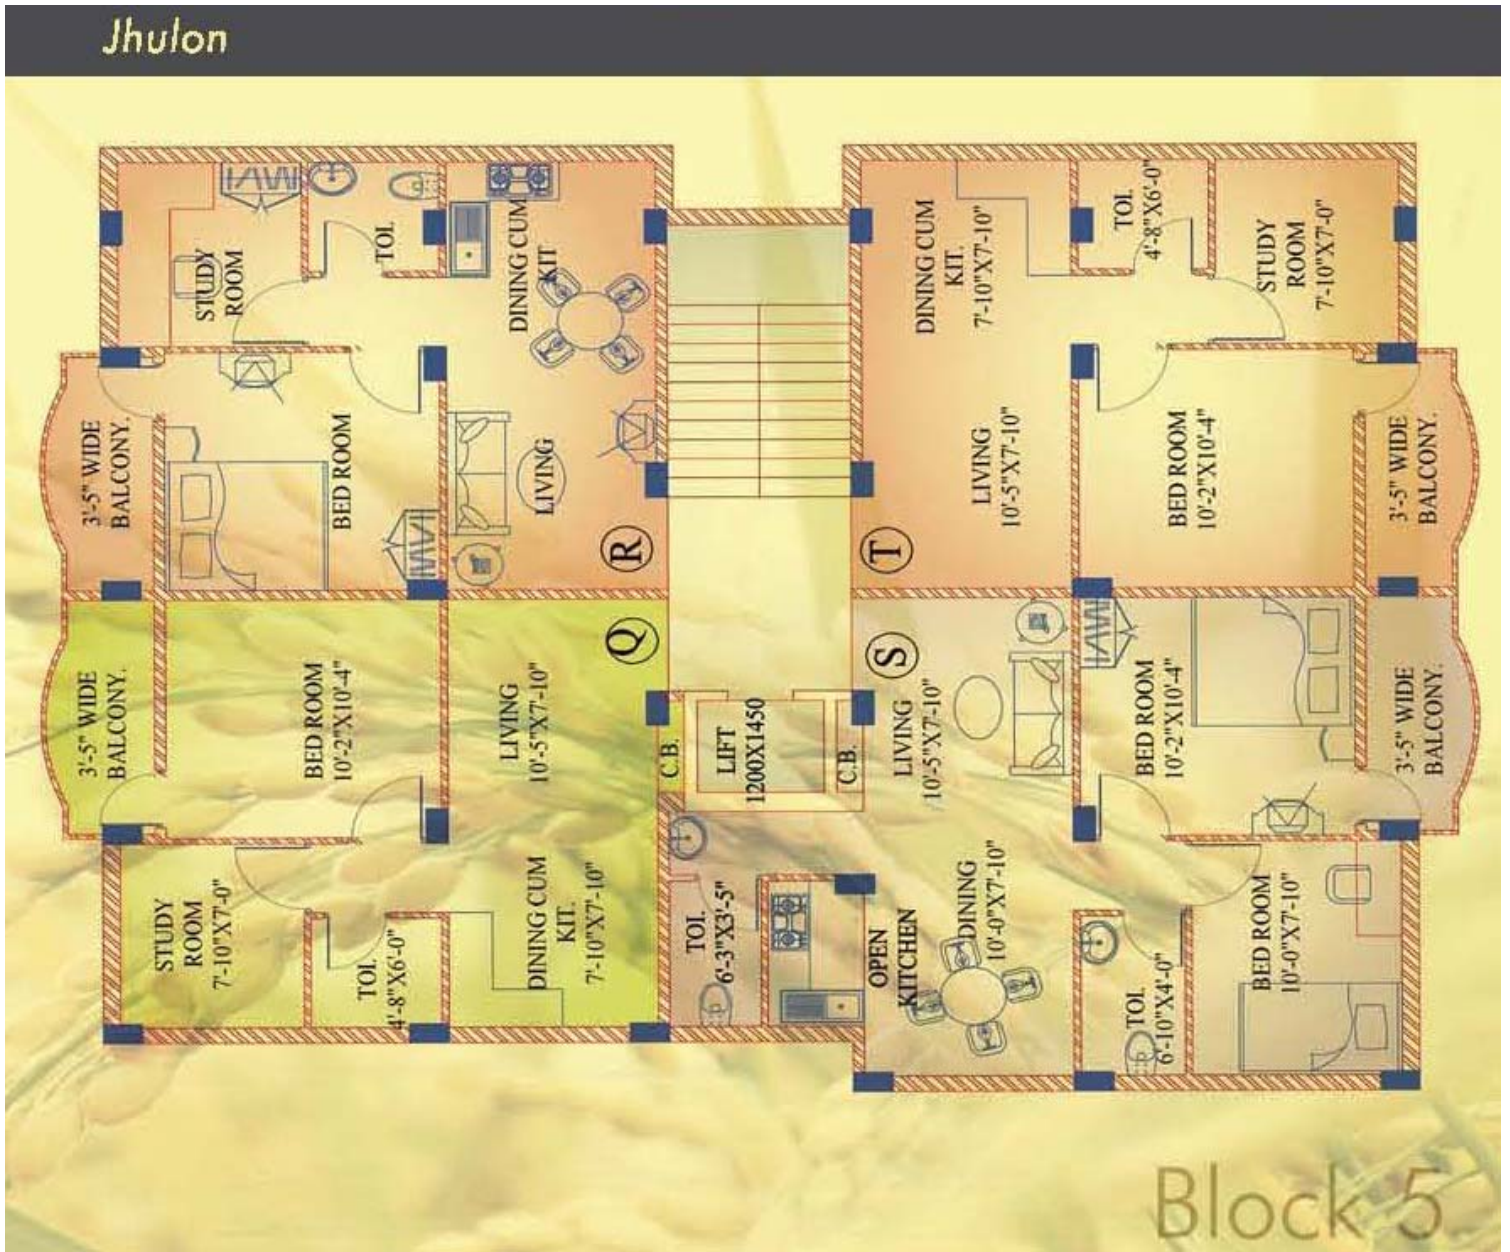 Jhulon
STUDY
ROOM
TOI.
DINING CUM
KIT
3'-5" WIDE
BALCONY.
BED ROOM
LIVING
R
DINING CUM
KIT.
7'-10"X7'-10"
TOI.
4'-8"X6'-0"
STUDY
ROOM
7'-10"X7'-0"
LIVING
10'-5"X7'-10"
T
BED ROOM
10'-2"X10'-4"
3'-5" WIDE
BALCONY.
3'-5" WIDE
BALCONY.
BED ROOM
10'-2"X10'-4"
LIVING
10'-5"X7'-10"
Q
C.B.
LIFT
1200X1450
C.B.
STUDY
ROOM
7'-10"X7'-0"
TOI.
4'-8"X6'-0"
DINING CUM
KIT.
7'-10"X7'-10"
S
LIVING
10'-5"X7'-10"
BED ROOM
10'-2"X10'-4"
3'-5" WIDE
BALCONY.
TOI.
6'-3"X3'-5"
OPEN
KITCHEN
DINING
10'-0"X7'-10"
TOI.
6'-10"X4'-0"
BED ROOM
10'-0"X7'-10"
Block 5